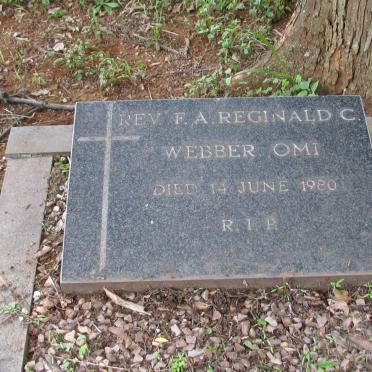 REV. F. A. REGINALD C.
WEBBER OMI
DIED 14 JUNE 1980
R.I.P.